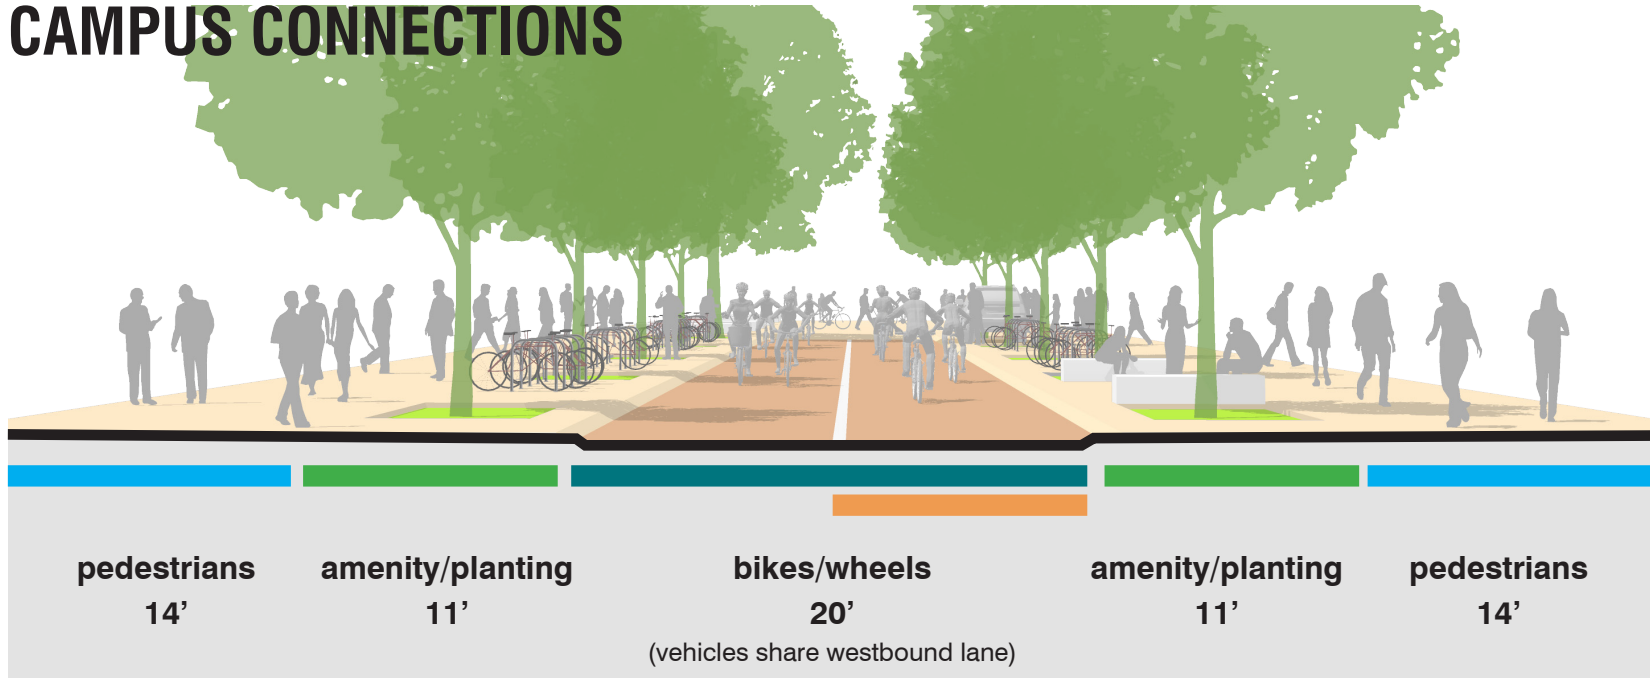 CAMPUS CONNECTIONS
pedestrians
14’
amenity/planting
11’
bikes/wheels
20’
(vehicles share westbound lane)
amenity/planting
11’
pedestrians
14’